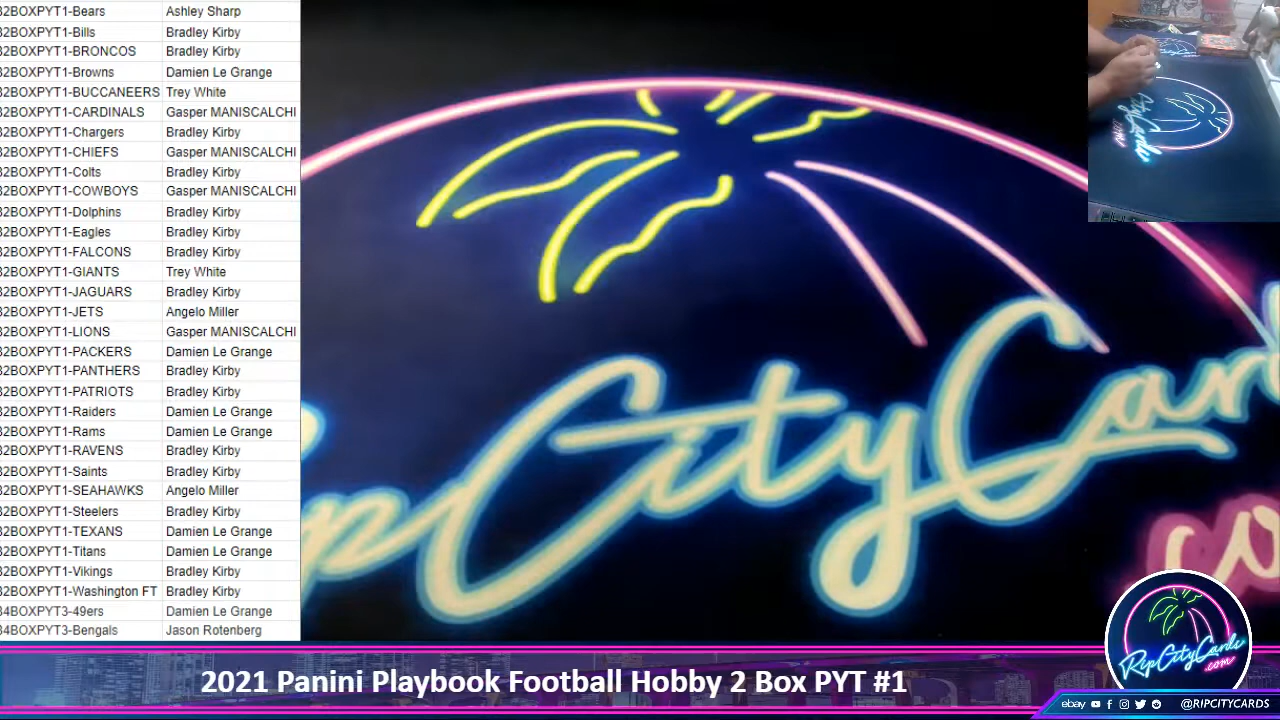 32BOXPYT1-Bears Ashley Sharp
32BOXPYT1-Bills Bradley Kirby
32BOXPYT1-BRONCOS Bradley Kirby
32BOXPYT1-Browns Damien Le Grange
32BOXPYT1-BUCCANEERS Trey White
32BOXPYT1-CARDINALS Gasper MANISCALCHI
32BOXPYT1-Chargers Bradley Kirby
32BOXPYT1-CHIEFS Gasper MANISCALCHI
32BOXPYT1-Colts Bradley Kirby
32BOXPYT1-COWBOYS Gasper MANISCALCHI
32BOXPYT1-Dolphins Bradley Kirby
32BOXPYT1-Eagles Bradley Kirby
32BOXPYT1-FALCONS Bradley Kirby
32BOXPYT1-GIANTS Trey White
32BOXPYT1-JAGUARS Bradley Kirby
32BOXPYT1-JETS Angelo Miller
32BOXPYT1-LIONS Gasper MANISCALCHI
32BOXPYT1-PACKERS Damien Le Grange
32BOXPYT1-PANTHERS Bradley Kirby
32BOXPYT1-PATRIOTS Bradley Kirby
32BOXPYT1-Raiders Damien Le Grange
32BOXPYT1-Rams Damien Le Grange
32BOXPYT1-RAVENS Bradley Kirby
32BOXPYT1-Saints Bradley Kirby
32BOXPYT1-SEAHAWKS Angelo Miller
32BOXPYT1-Steelers Bradley Kirby
32BOXPYT1-TEXANS Damien Le Grange
32BOXPYT1-Titans Damien Le Grange
32BOXPYT1-Vikings Bradley Kirby
32BOXPYT1-Washington FT Bradley Kirby
34BOXPYT3-49ers Damien Le Grange
34BOXPYT3-Bengals Jason Rotenberg
pCityCard
co
RipCityCards
.com
2021 Panini Playbook Football Hobby 2 Box PYT #1
ebay @RIPCITYCARDS